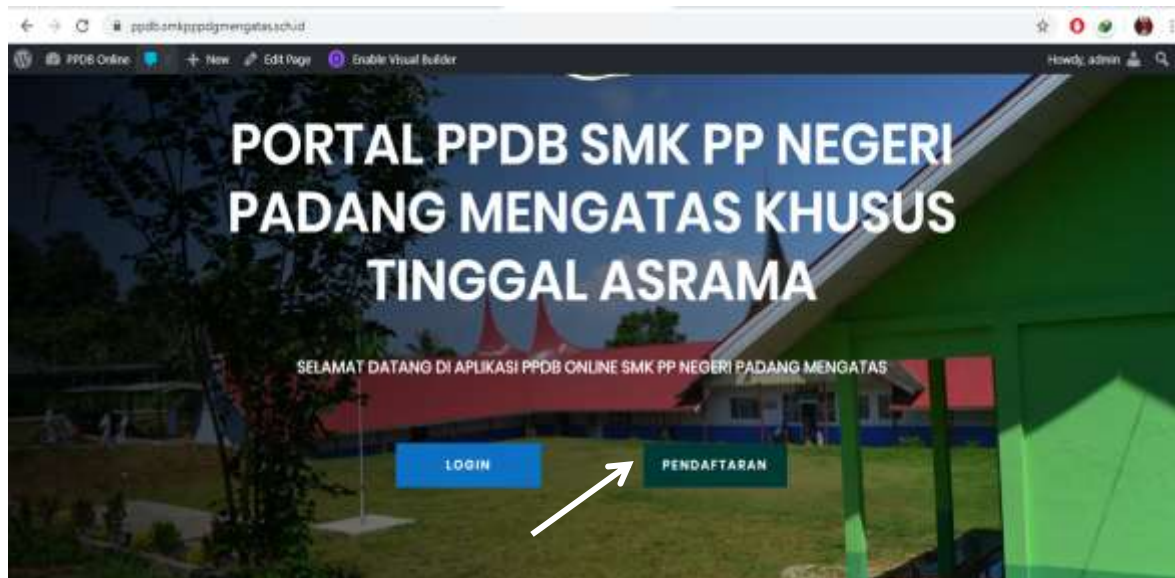 ppdb.smkpppdgmengatas.sch.id
PPDB Online + New Edit Page Enable Visual Builder Howdy, admin
PORTAL PPDB SMK PP NEGERI
PADANG MENGATAS KHUSUS
TINGGAL ASRAMA
SELAMAT DATANG DI APLIKASI PPDB ONLINE SMK PP NEGERI PADANG MENGATAS
LOGIN PENDAFTARAN